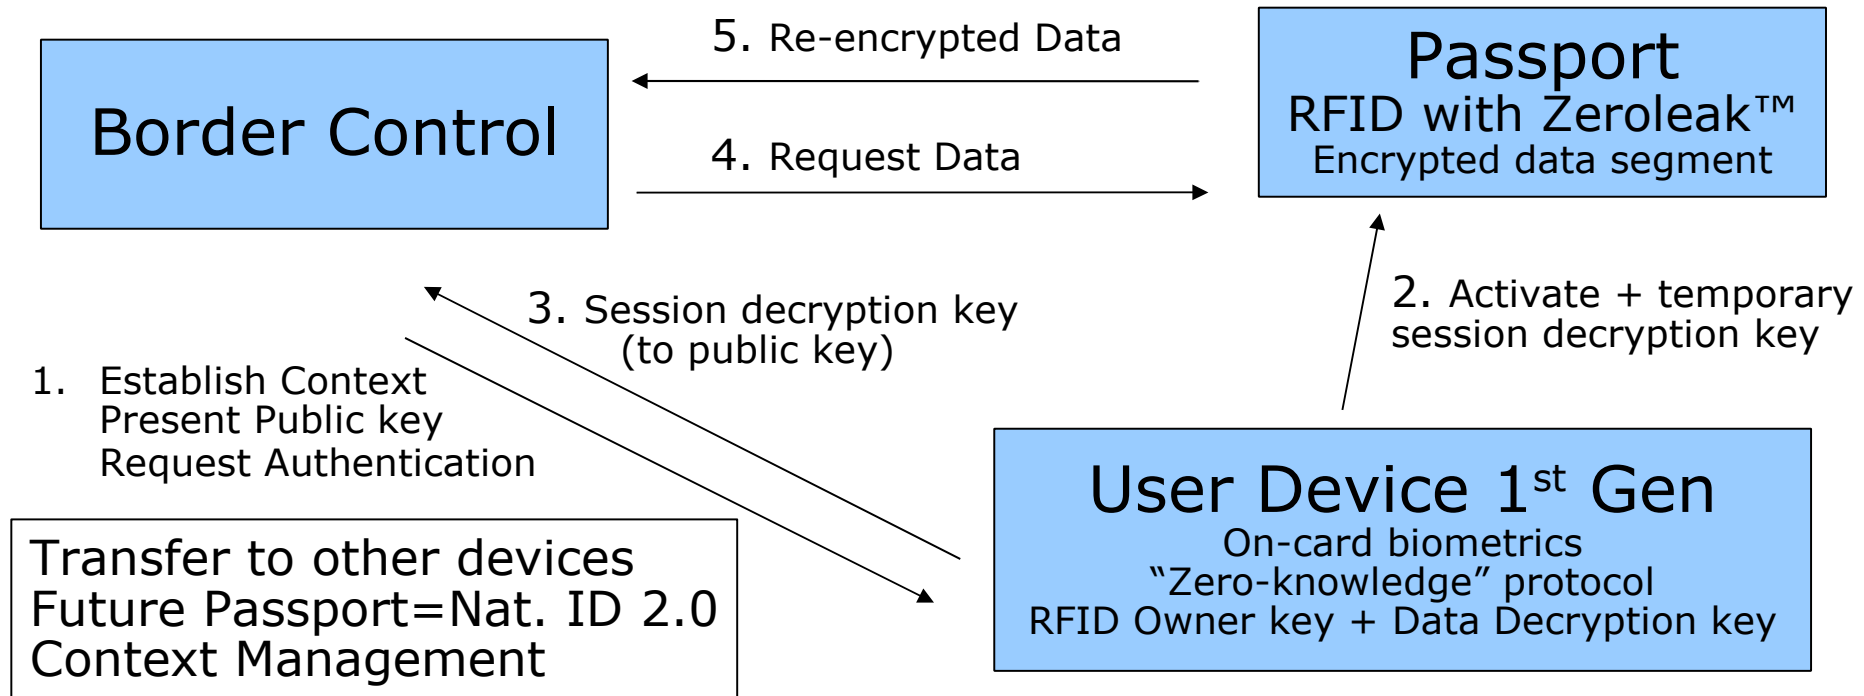 5. Re-encrypted Data
Border Control
4. Request Data
Passport
RFID with Zeroleak™
Encrypted data segment
3. Session decryption key
(to public key)
2. Activate + temporary
session decryption key
1. Establish Context
Present Public key
Request Authentication
User Device 1st Gen
On-card biometrics
“Zero-knowledge” protocol
RFID Owner key + Data Decryption key
Transfer to other devices
Future Passport=Nat. ID 2.0
Context Management